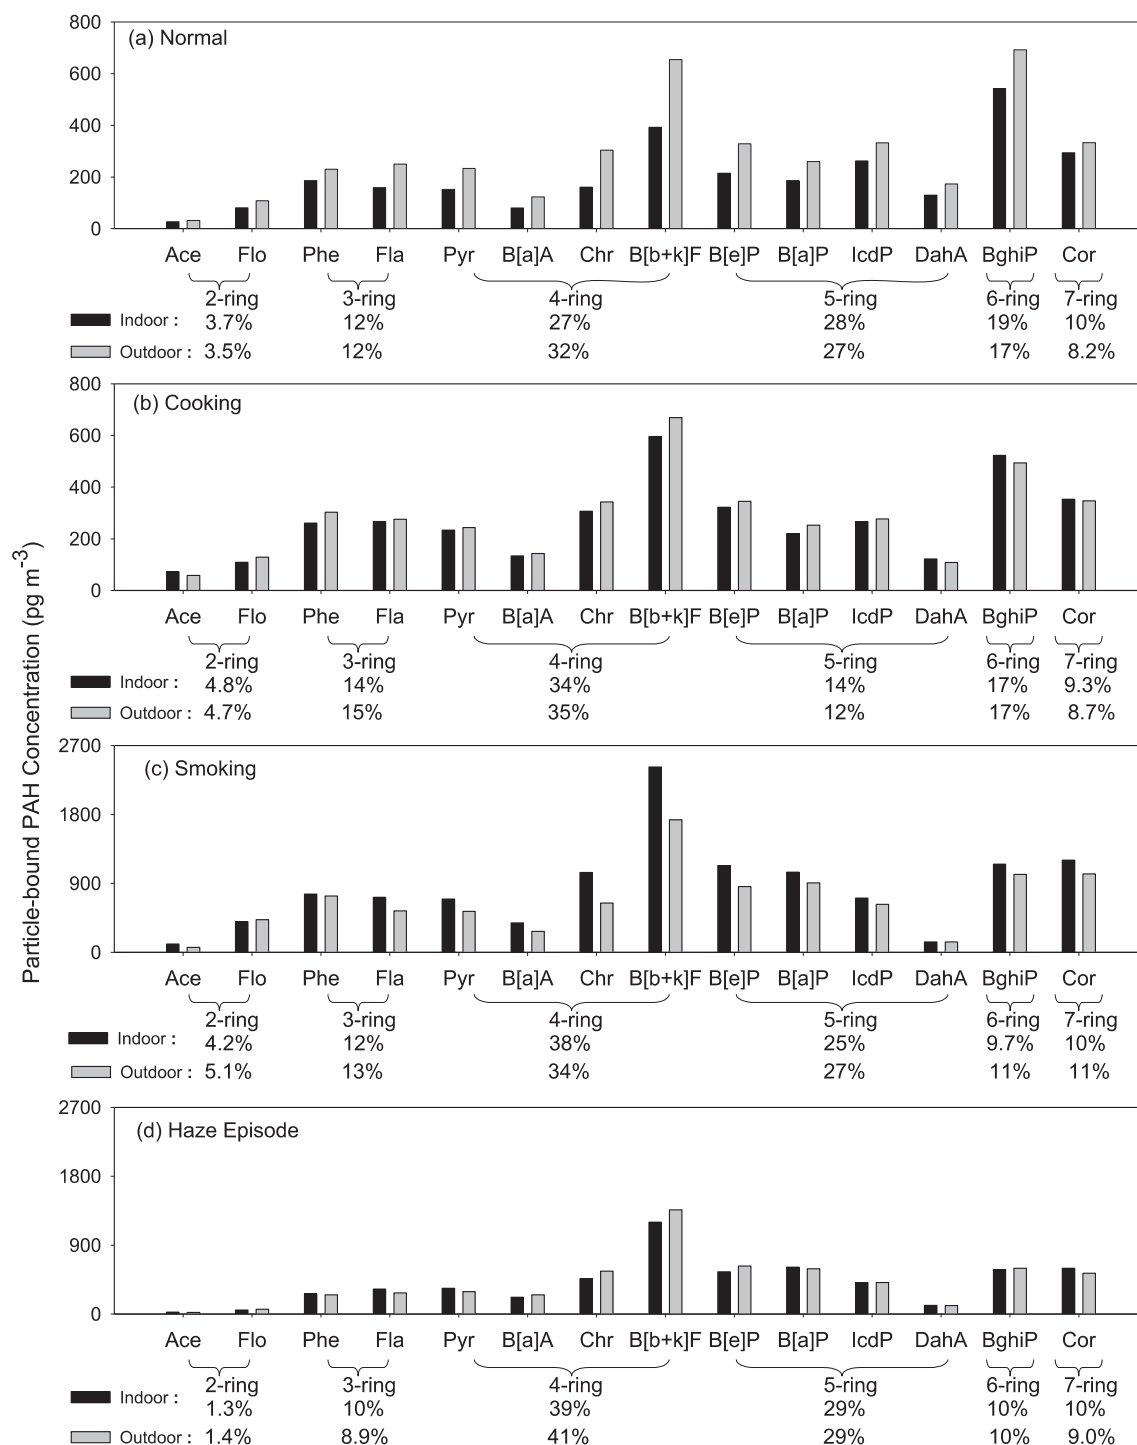 Particle-bound PAH Concentration (pg m-3)
(a) Normal
800
600
400
200
0
Ace Flo Phe Fla Pyr B[a]A Chr B[b+k]F B[e]P B[a]P IcdP DahA BghiP Cor
2-ring 3-ring 4-ring 5-ring 6-ring 7-ring
Indoor : 3.7% 12% 27% 28% 19% 10%
Outdoor : 3.5% 12% 32% 27% 17% 8.2%
(b) Cooking
800
600
400
200
0
Ace Flo Phe Fla Pyr B[a]A Chr B[b+k]F B[e]P B[a]P IcdP DahA BghiP Cor
2-ring 3-ring 4-ring 5-ring 6-ring 7-ring
Indoor : 4.8% 14% 34% 14% 17% 9.3%
Outdoor : 4.7% 15% 35% 12% 17% 8.7%
(c) Smoking
2700
1800
900
0
Ace Flo Phe Fla Pyr B[a]A Chr B[b+k]F B[e]P B[a]P IcdP DahA BghiP Cor
2-ring 3-ring 4-ring 5-ring 6-ring 7-ring
Indoor : 4.2% 12% 38% 25% 9.7% 10%
Outdoor : 5.1% 13% 34% 27% 11% 11%
(d) Haze Episode
2700
1800
900
0
Ace Flo Phe Fla Pyr B[a]A Chr B[b+k]F B[e]P B[a]P IcdP DahA BghiP Cor
2-ring 3-ring 4-ring 5-ring 6-ring 7-ring
Indoor : 1.3% 10% 39% 29% 10% 10%
Outdoor : 1.4% 8.9% 41% 29% 10% 9.0%